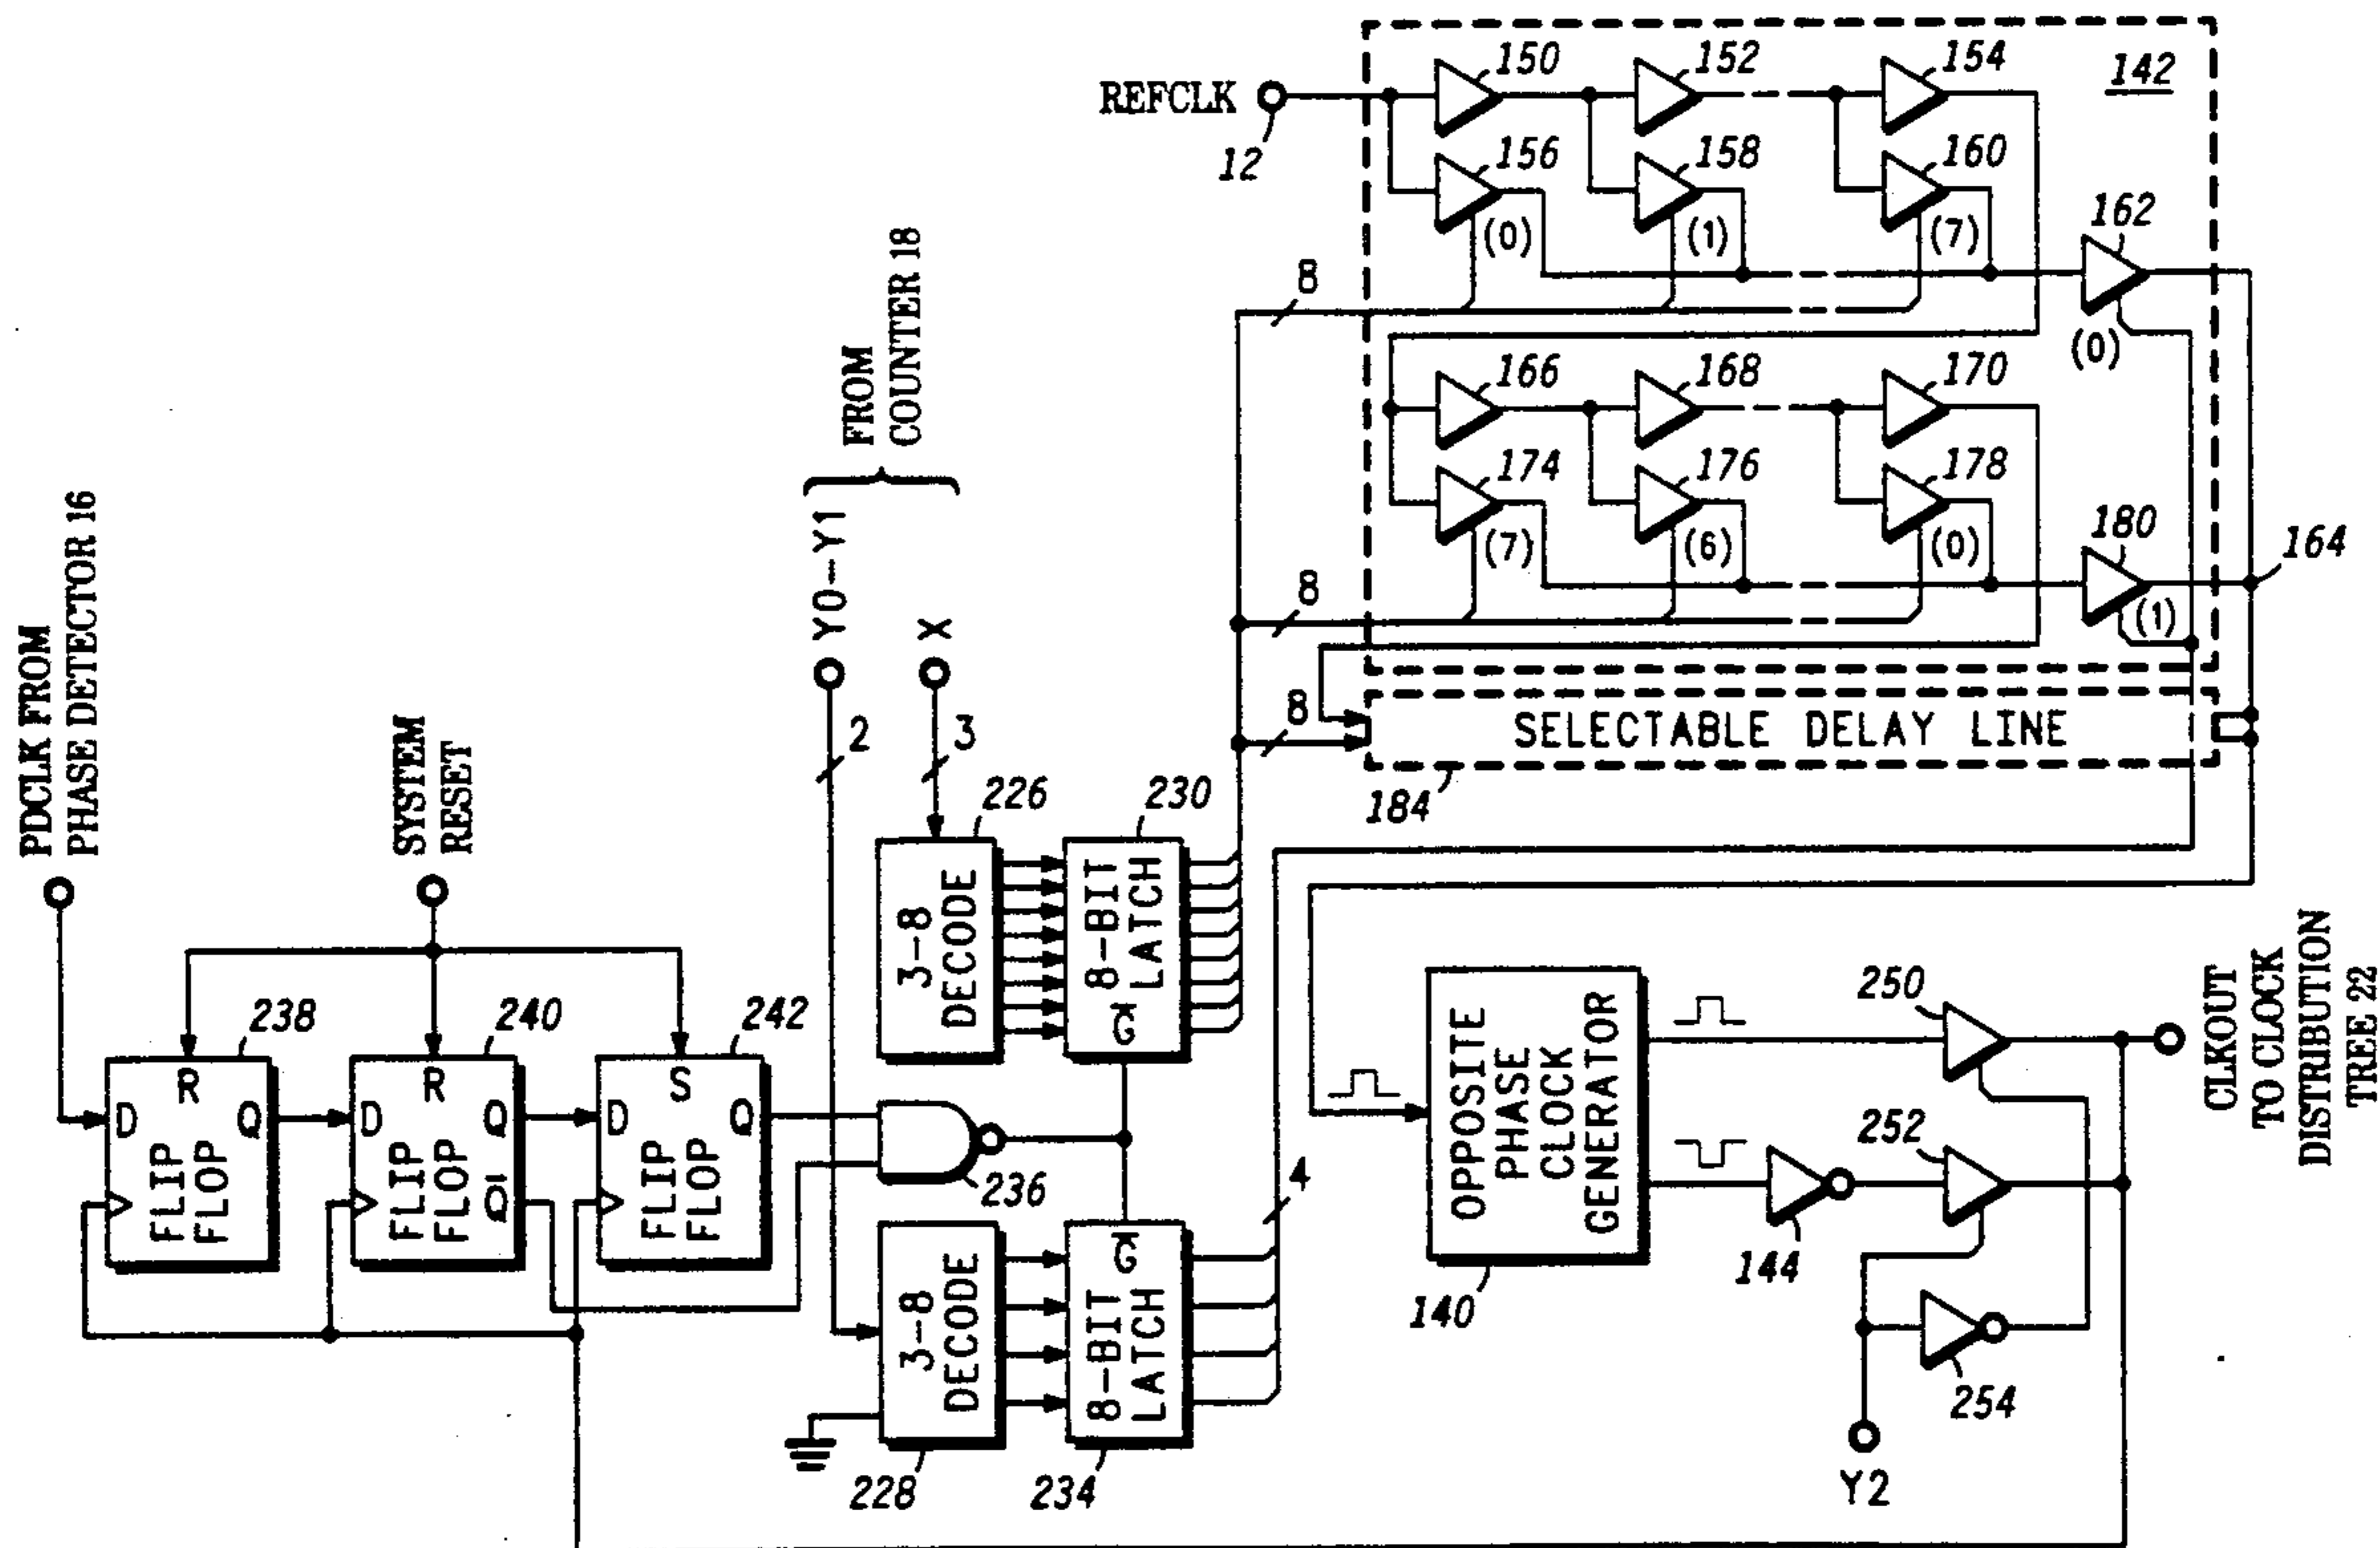 REFCLK
12
150
152
154
142
156
158
160
(0)
(1)
(7)
162
(0)
8
166
168
170
174
176
178
(7)
(6)
(0)
180
(1)
164
8
8
SELECTABLE DELAY LINE
184
FROM
COUNTER 18
Y0-Y1
X
2
3
PDCLK FROM
PHASE DETECTOR 16
SYSTEM
RESET
226
230
3-8
DECODE
8-BIT
LATCH
G
238
240
242
R
D
Q
FLIP
FLOP
R
D
Q
Q
FLIP
FLOP
S
D
Q
FLIP
FLOP
236
3-8
DECODE
228
G
8-BIT
LATCH
234
4
OPPOSITE
PHASE
CLOCK
GENERATOR
140
144
250
252
254
Y2
CLKOUT
TO CLOCK
DISTRIBUTION
TREE 22